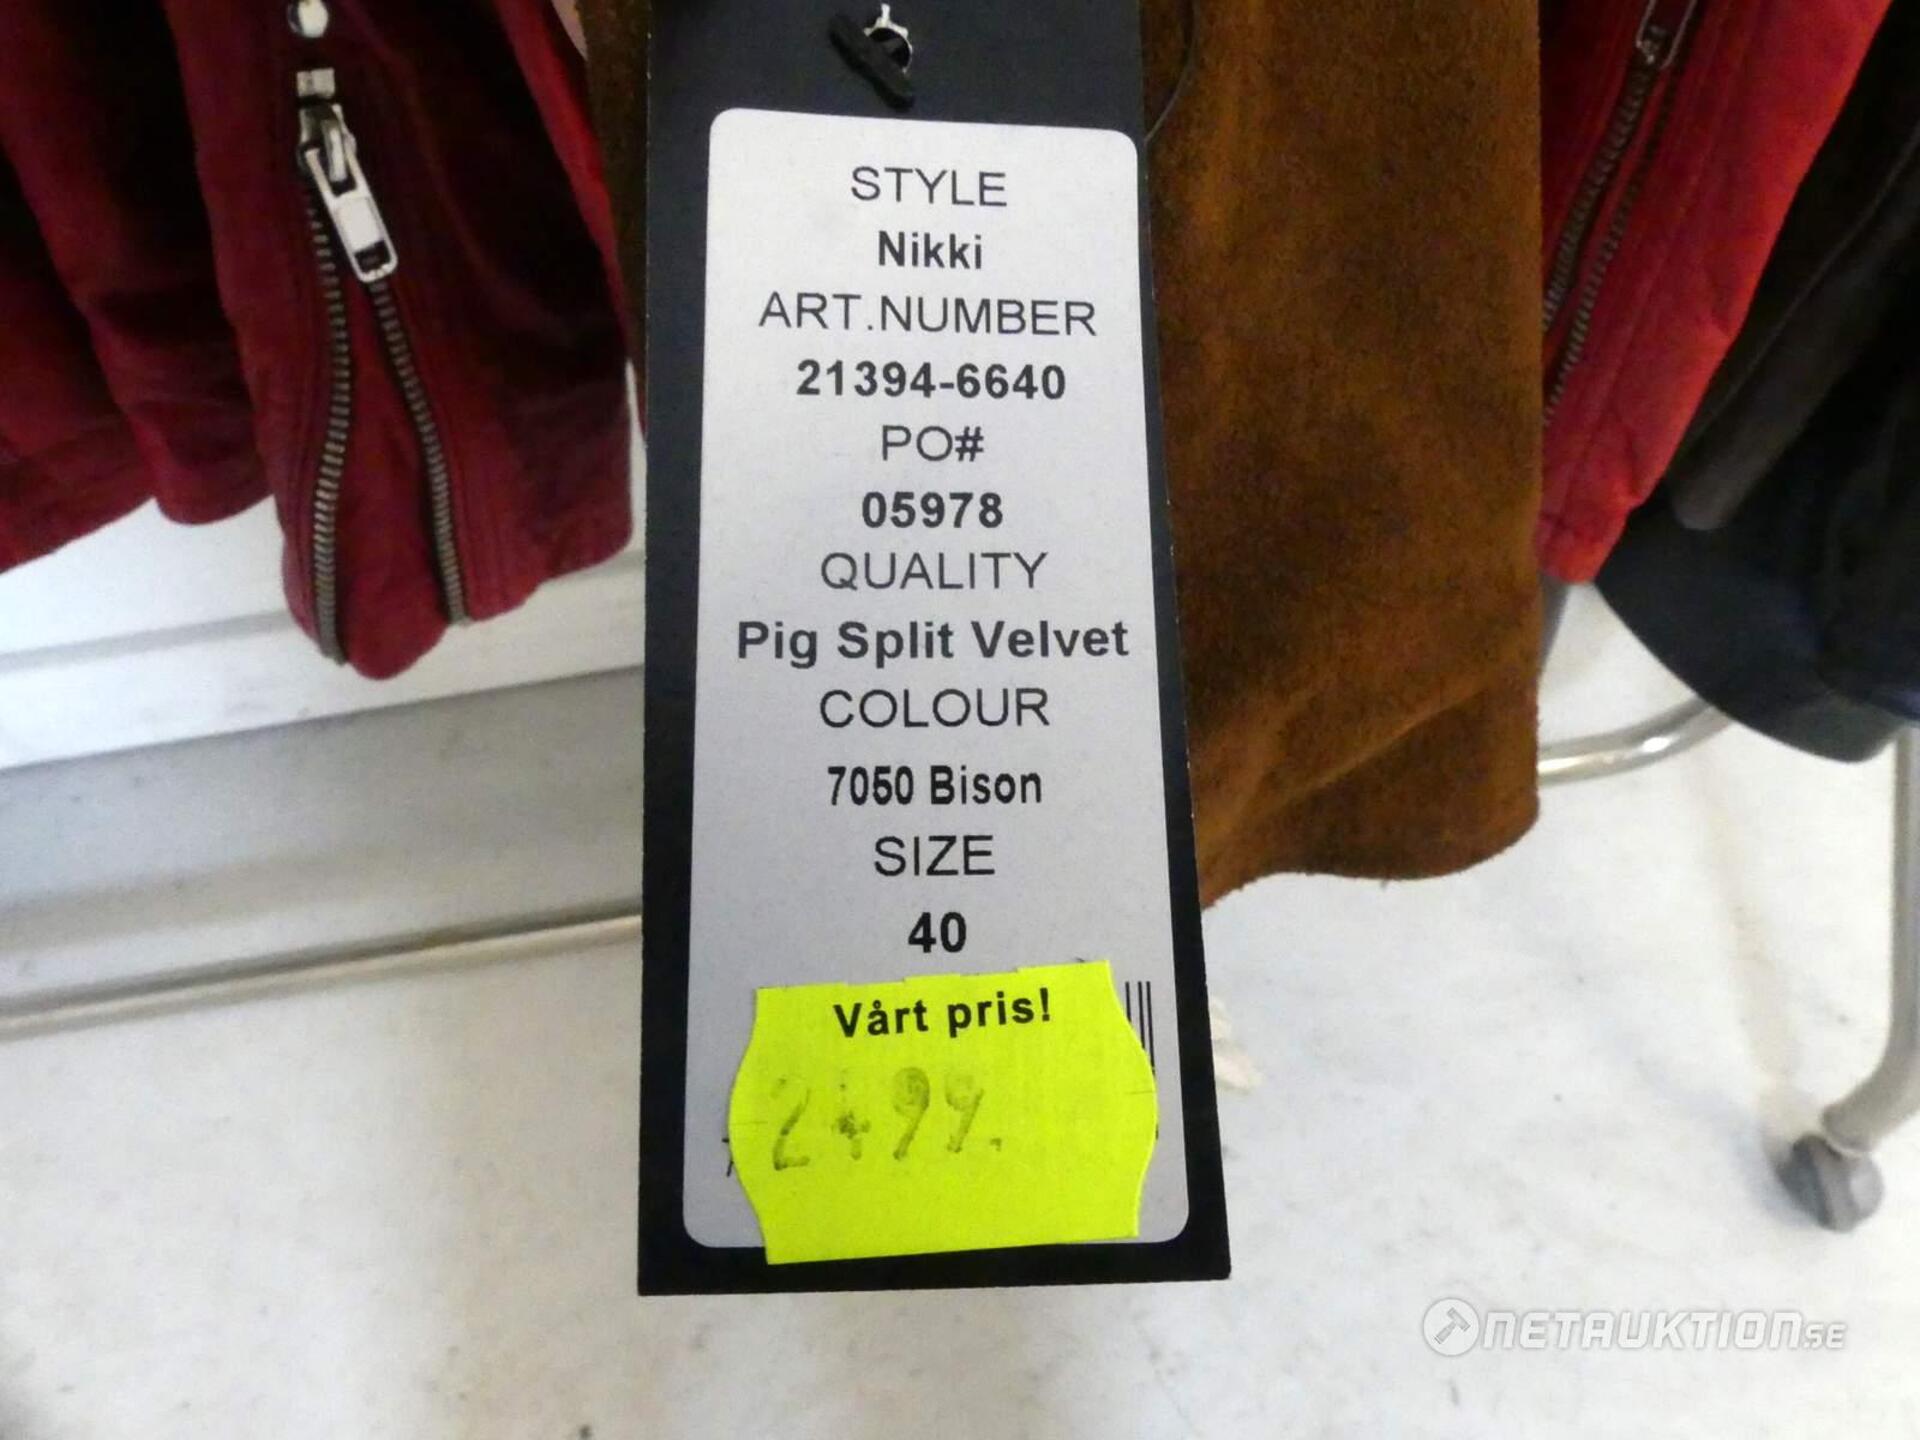 STYLE
Nikki
ART.NUMBER
21394-6640
PO#
05978
QUALITY
Pig Split Velvet
COLOUR
7050 Bison
SIZE
40
Vårt pris!
2499.
NETAUKTION.SE